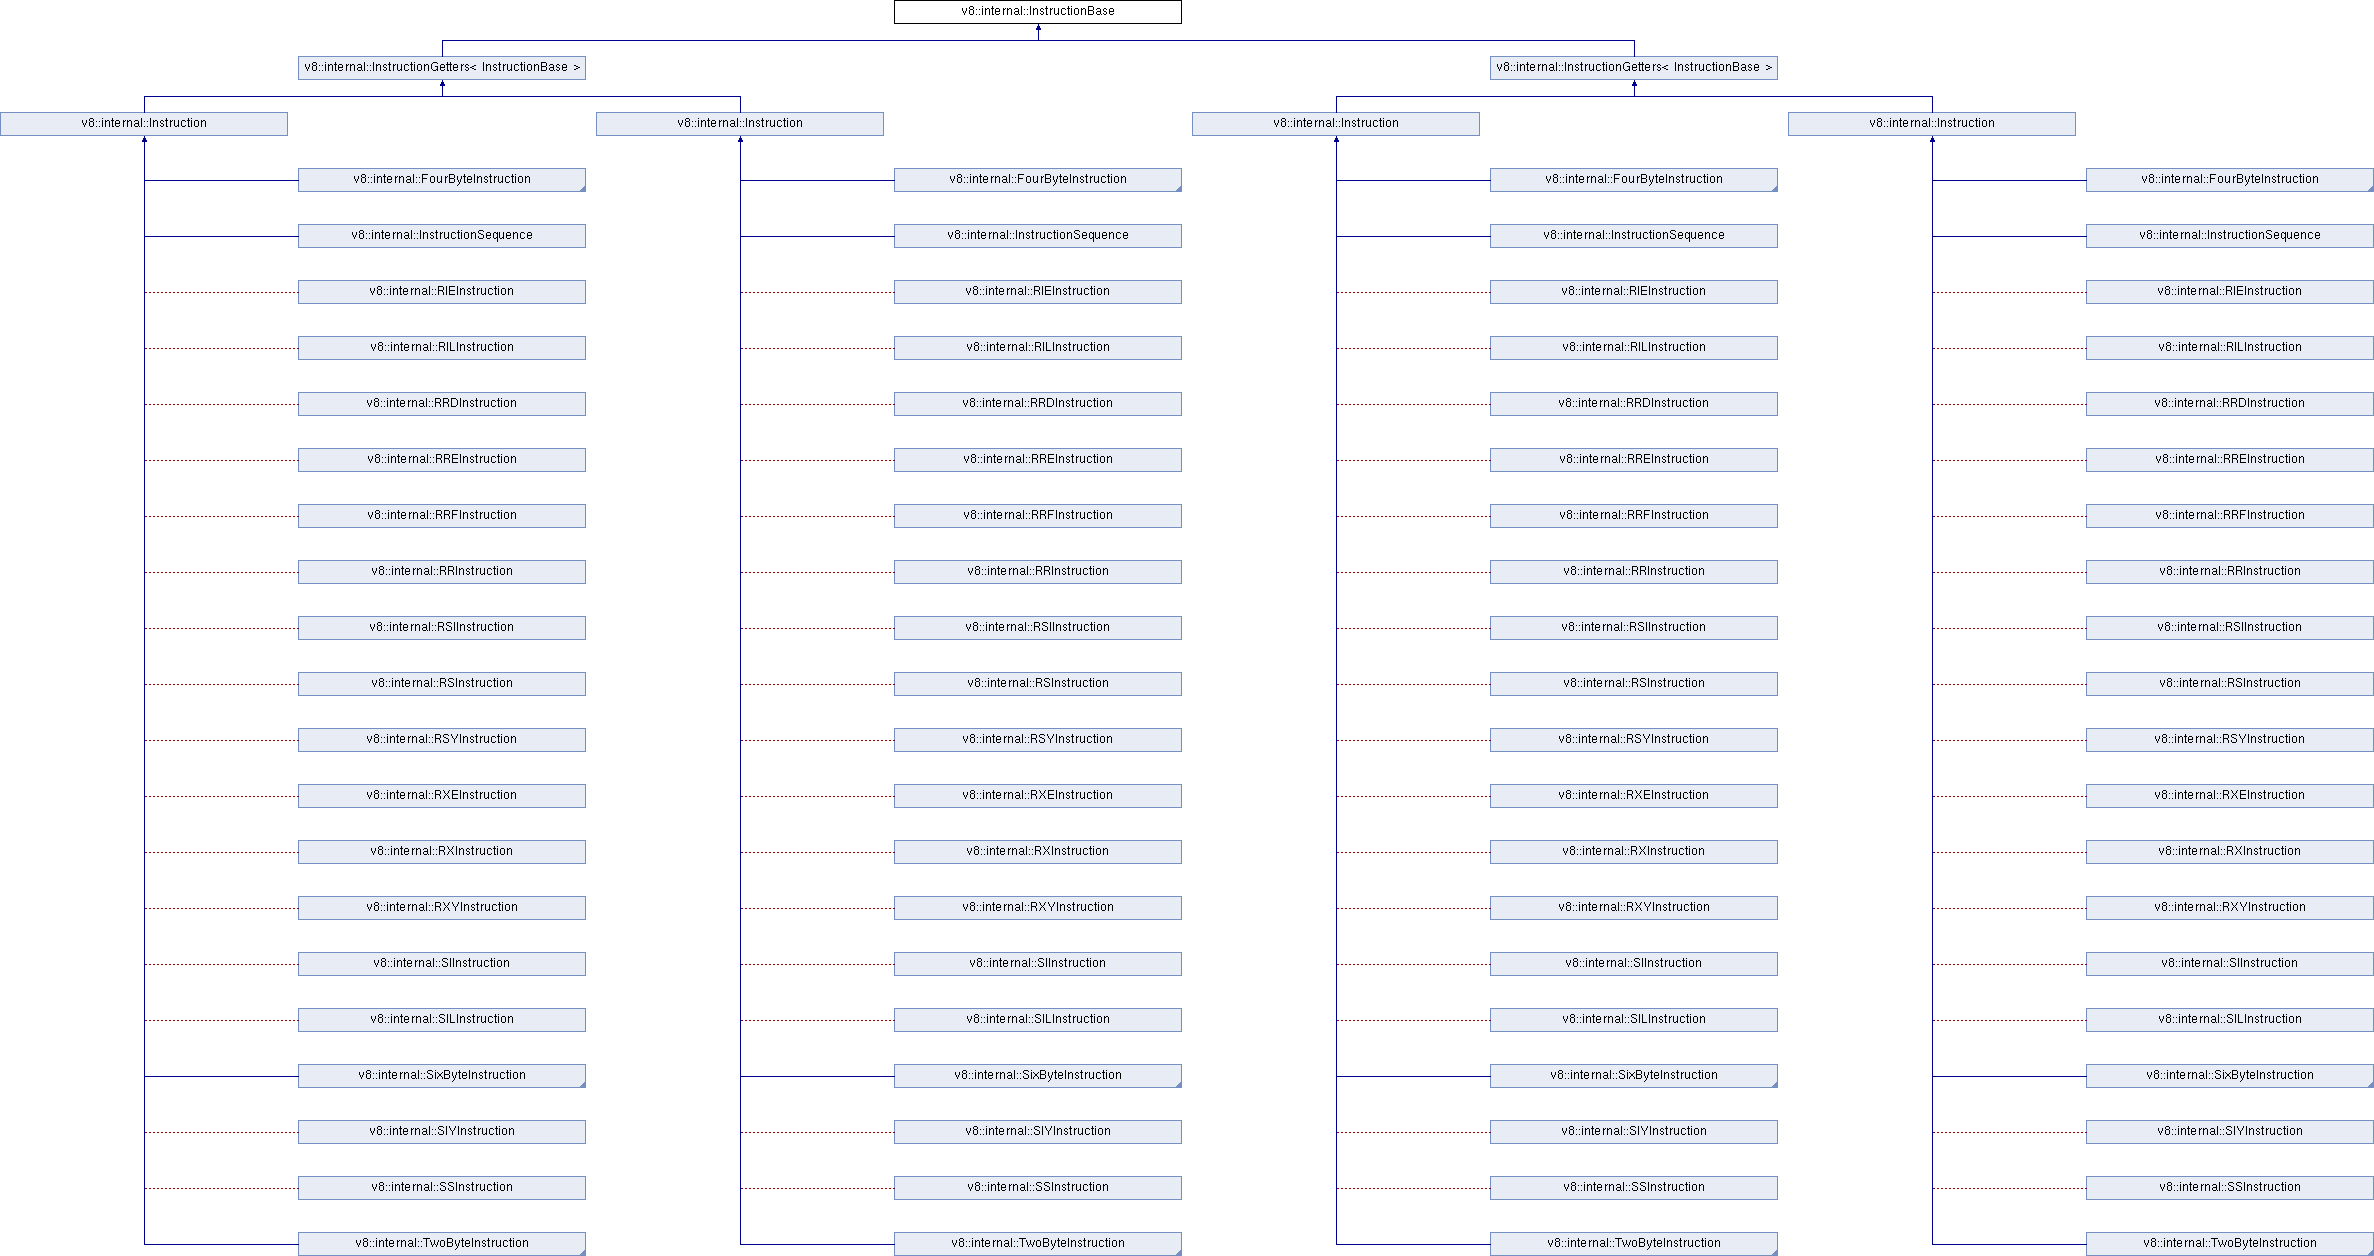 v8::internal::InstructionBase
v8::internal::InstructionGetters< InstructionBase > v8::internal::InstructionGetters< InstructionBase >
v8::internal::Instruction v8::internal::Instruction v8::internal::Instruction v8::internal::Instruction
v8::internal::FourByteInstruction v8::internal::FourByteInstruction v8::internal::FourByteInstruction v8::internal::FourByteInstruction
v8::internal::InstructionSequence v8::internal::InstructionSequence v8::internal::InstructionSequence v8::internal::InstructionSequence
v8::internal::RIEInstruction v8::internal::RIEInstruction v8::internal::RIEInstruction v8::internal::RIEInstruction
v8::internal::RILInstruction v8::internal::RILInstruction v8::internal::RILInstruction v8::internal::RILInstruction
v8::internal::RRDInstruction v8::internal::RRDInstruction v8::internal::RRDInstruction v8::internal::RRDInstruction
v8::internal::RREInstruction v8::internal::RREInstruction v8::internal::RREInstruction v8::internal::RREInstruction
v8::internal::RRFInstruction v8::internal::RRFInstruction v8::internal::RRFInstruction v8::internal::RRFInstruction
v8::internal::RRInstruction v8::internal::RRInstruction v8::internal::RRInstruction v8::internal::RRInstruction
v8::internal::RSIInstruction v8::internal::RSIInstruction v8::internal::RSIInstruction v8::internal::RSIInstruction
v8::internal::RSInstruction v8::internal::RSInstruction v8::internal::RSInstruction v8::internal::RSInstruction
v8::internal::RSYInstruction v8::internal::RSYInstruction v8::internal::RSYInstruction v8::internal::RSYInstruction
v8::internal::RXEInstruction v8::internal::RXEInstruction v8::internal::RXEInstruction v8::internal::RXEInstruction
v8::internal::RXInstruction v8::internal::RXInstruction v8::internal::RXInstruction v8::internal::RXInstruction
v8::internal::RXYInstruction v8::internal::RXYInstruction v8::internal::RXYInstruction v8::internal::RXYInstruction
v8::internal::SIInstruction v8::internal::SIInstruction v8::internal::SIInstruction v8::internal::SIInstruction
v8::internal::SILInstruction v8::internal::SILInstruction v8::internal::SILInstruction v8::internal::SILInstruction
v8::internal::SixByteInstruction v8::internal::SixByteInstruction v8::internal::SixByteInstruction v8::internal::SixByteInstruction
v8::internal::SIYInstruction v8::internal::SIYInstruction v8::internal::SIYInstruction v8::internal::SIYInstruction
v8::internal::SSInstruction v8::internal::SSInstruction v8::internal::SSInstruction v8::internal::SSInstruction
v8::internal::TwoByteInstruction v8::internal::TwoByteInstruction v8::internal::TwoByteInstruction v8::internal::TwoByteInstruction